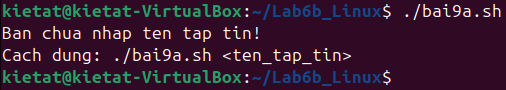 kietat@kietat-VirtualBox:~/Lab6b_Linux$ ./bai9a.sh
Ban chua nhap ten tap tin!
Cach dung: ./bai9a.sh <ten_tap_tin>
kietat@kietat-VirtualBox:~/Lab6b_Linux$